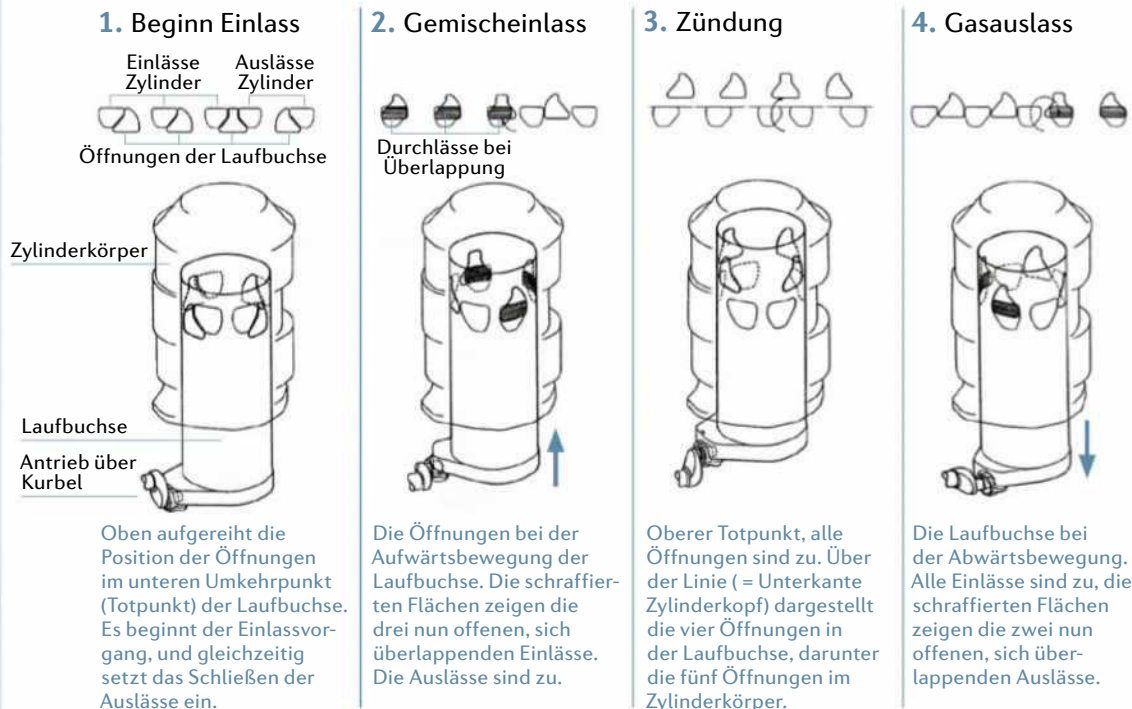 1. Beginn Einlass
Einlässe
Zylinder
Auslässe
Zylinder
Öffnungen der Laufbuchse
Zylinderkörper
Laufbuchse
Antrieb über
Kurbel
Oben aufgereiht die
Position der Öffnungen
im unteren Umkehrpunkt
(Totpunkt) der Laufbuchse.
Es beginnt der Einlassvor-
gang, und gleichzeitig
setzt das Schließen der
Auslässe ein.
2. Gemischeinlass
Durchlässe bei
Überlappung
Die Öffnungen bei der
Aufwärtsbewegung der
Laufbuchse. Die schraffier-
ten Flächen zeigen die
drei nun offenen, sich
überlappenden Einlässe.
Die Auslässe sind zu.
3. Zündung
Oberer Totpunkt, alle
Öffnungen sind zu. Über
der Linie ( = Unterkante
Zylinderkopf) dargestellt
die vier Öffnungen in
der Laufbuchse, darunter
die fünf Öffnungen im
Zylinderkörper.
4. Gasauslass
Die Laufbuchse bei
der Abwärtsbewegung.
Alle Einlässe sind zu, die
schraffierten Flächen
zeigen die zwei nun
offenen, sich über-
lappenden Auslässe.